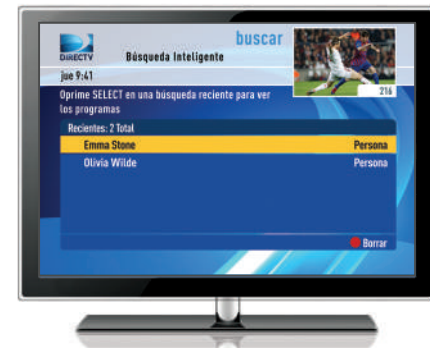 buscar
DIRECTV
Búsqueda Inteligente
jue 9:41
216
Oprime SELECT en una búsqueda reciente para ver
los programas
Recientes: 2 Total
Emma Stone Persona
Olivia Wilde Persona
Borrar